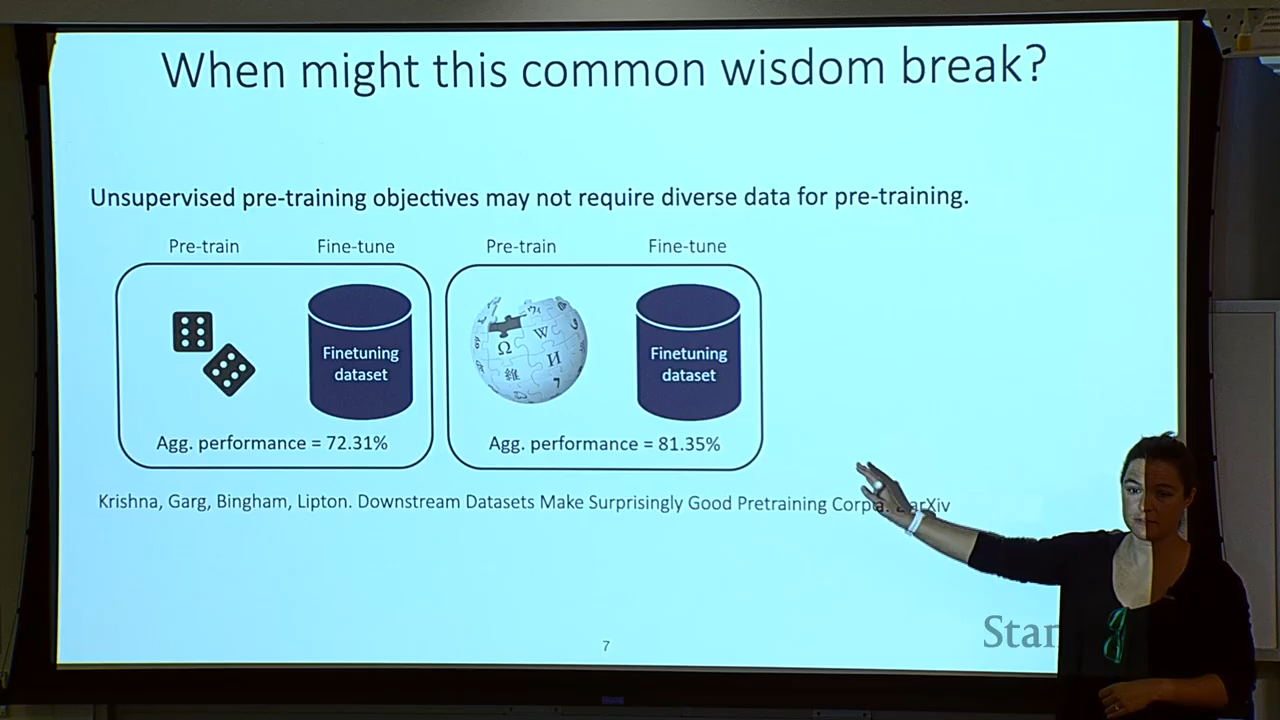 When might this common wisdom break?
Unsupervised pre-training objectives may not require diverse data for pre-training.
Pre-train Fine-tune Pre-train Fine-tune
Finetuning
dataset
W
Ω
И
維
7
Finetuning
dataset
Agg. performance = 72.31% Agg. performance = 81.35%
Krishna, Garg, Bingham, Lipton. Downstream Datasets Make Surprisingly Good Pretraining arXiv
7